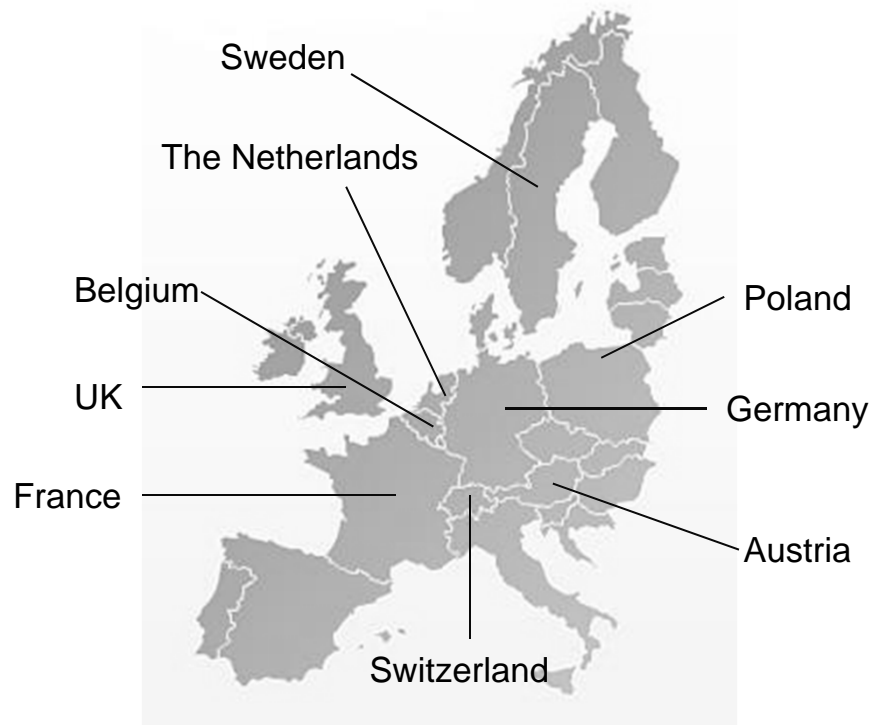 Sweden
The Netherlands
Belgium
Poland
UK
Germany
France
Austria
Switzerland